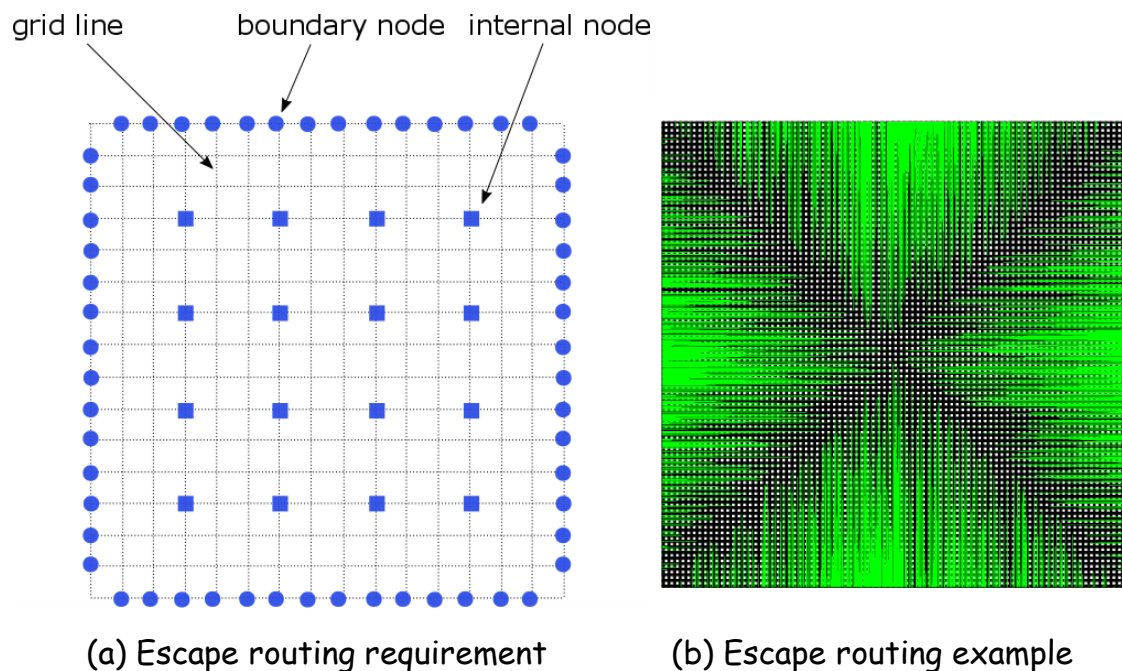 grid line boundary node internal node
(a) Escape routing requirement (b) Escape routing example